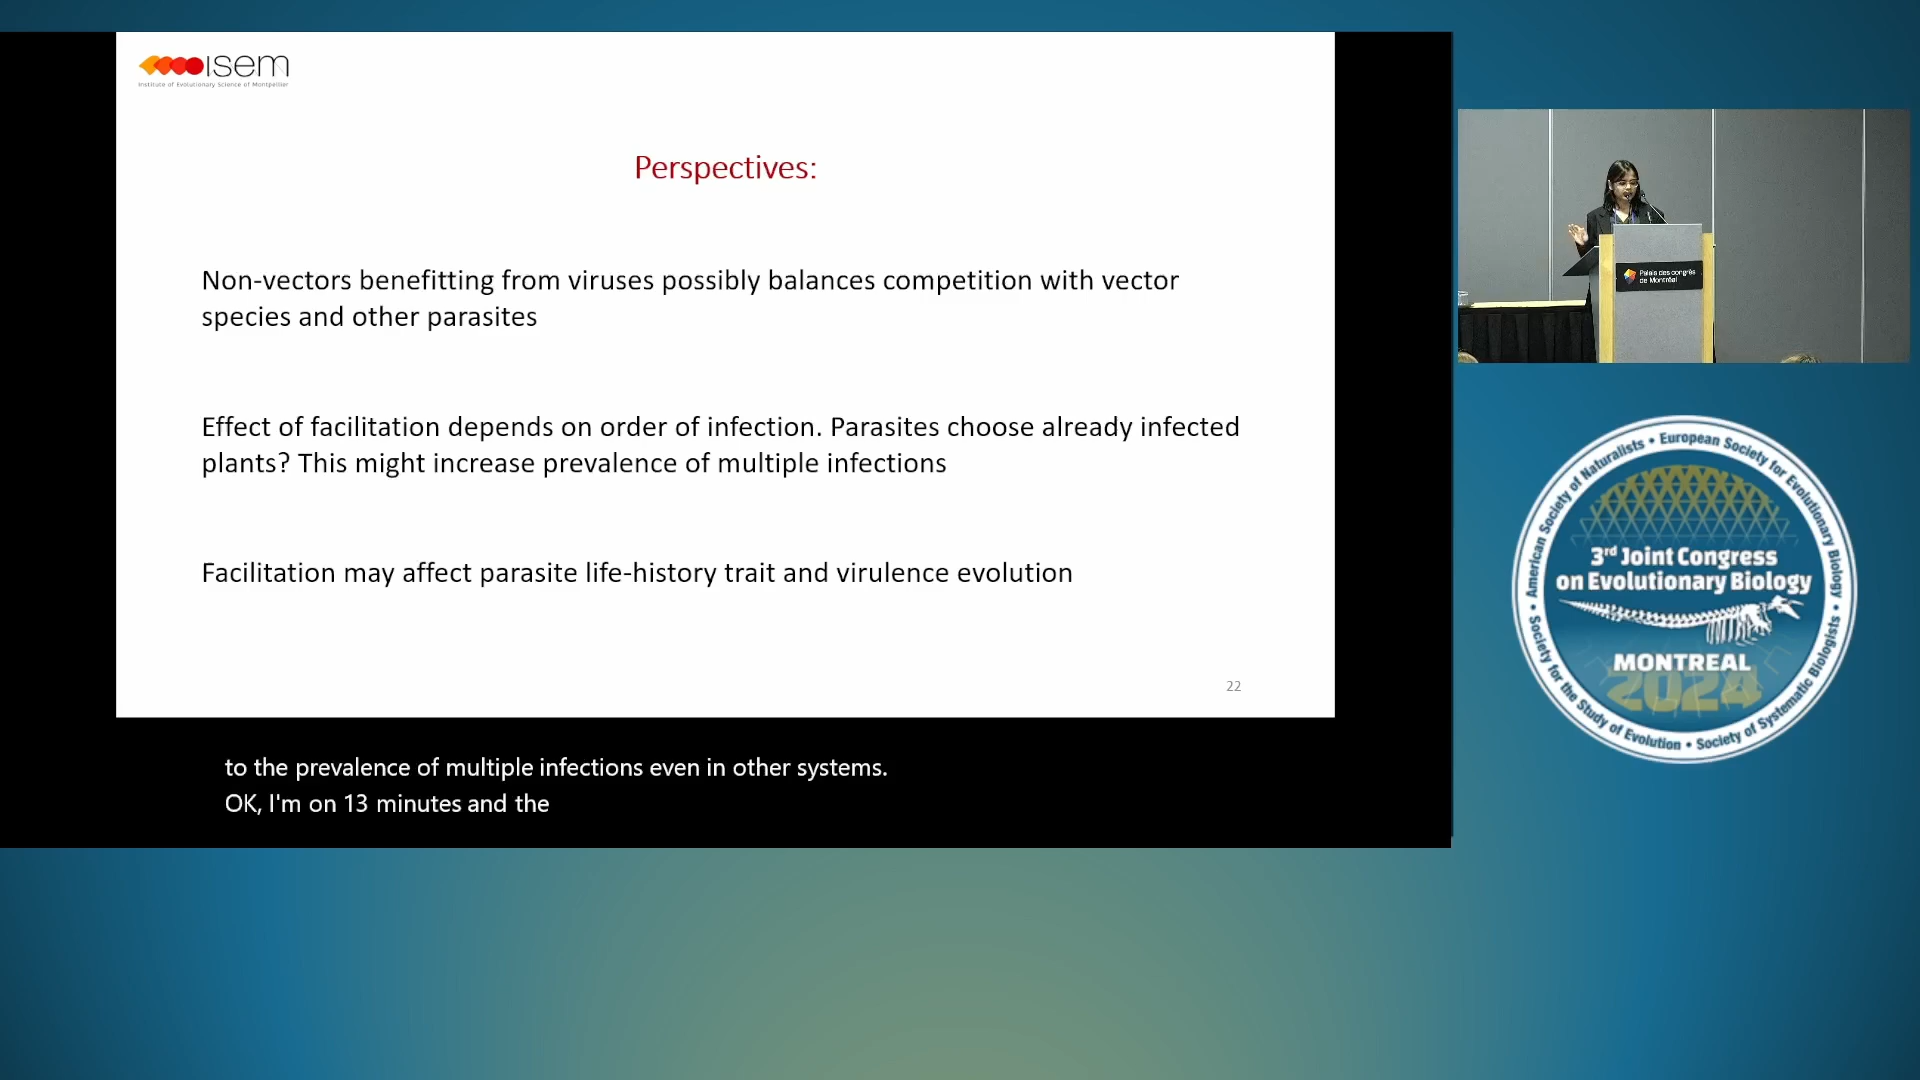 isem
Institute of Evolutionary Science of Montpellier
Perspectives:
Non-vectors benefitting from viruses possibly balances competition with vector
species and other parasites
Effect of facilitation depends on order of infection. Parasites choose already infected
plants? This might increase prevalence of multiple infections
Facilitation may affect parasite life-history trait and virulence evolution
22
to the prevalence of multiple infections even in other systems.
OK, I'm on 13 minutes and the
Palais des congrès
de Montréal
American Society of Naturalists • European Society for Evolutionary Biology •
3rd Joint Congress
on Evolutionary Biology
MONTREAL
2024
Society for the Study of Evolution • Society of Systematic Biologists •